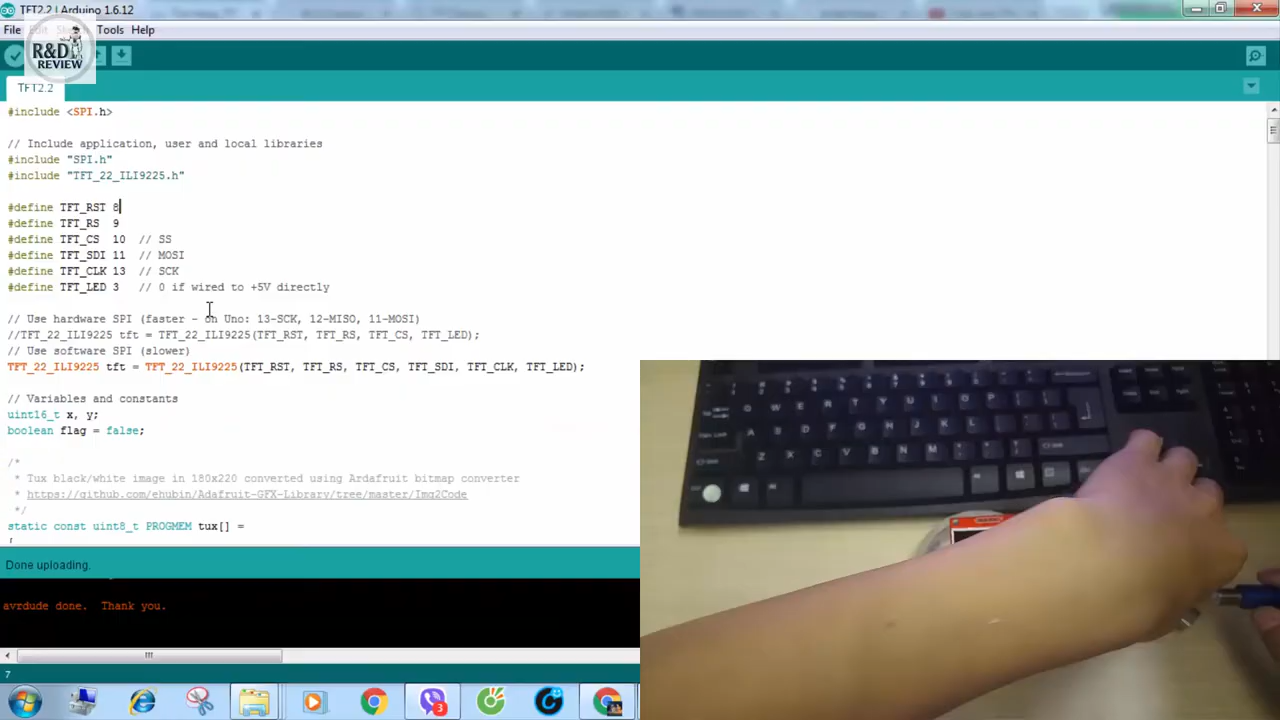 TFT2.2 | Arduino 1.6.12
File Edit Sketch Tools Help
R&D
REVIEW
TFT2.2
#include <SPI.h>
// Include application, user and local libraries
#include "SPI.h"
#include "TFT_22_ILI9225.h"
#define TFT_RST 8
#define TFT_RS 9
#define TFT_CS 10 // SS
#define TFT_SDI 11 // MOSI
#define TFT_CLK 13 // SCK
#define TFT_LED 3 // 0 if wired to +5V directly
// Use hardware SPI (faster - on Uno: 13-SCK, 12-MISO, 11-MOSI)
//TFT_22_ILI9225 tft = TFT_22_ILI9225(TFT_RST, TFT_RS, TFT_CS, TFT_LED);
// Use software SPI (slower)
TFT_22_ILI9225 tft = TFT_22_ILI9225(TFT_RST, TFT_RS, TFT_CS, TFT_SDI, TFT_CLK, TFT_LED);
// Variables and constants
uint16_t x, y;
boolean flag = false;
/*
* Tux black/white image in 180x220 converted using Ardafruit bitmap converter
* https://github.com/ehubin/Adafruit-GFX-Library/tree/master/Img2Code
*/
static const uint8_t PROGMEM tux[] =
Done uploading.
avrdude done. Thank you.
7
3
Q W E R T Y U I O P
A S D F G H J K L
Z X C V B N M